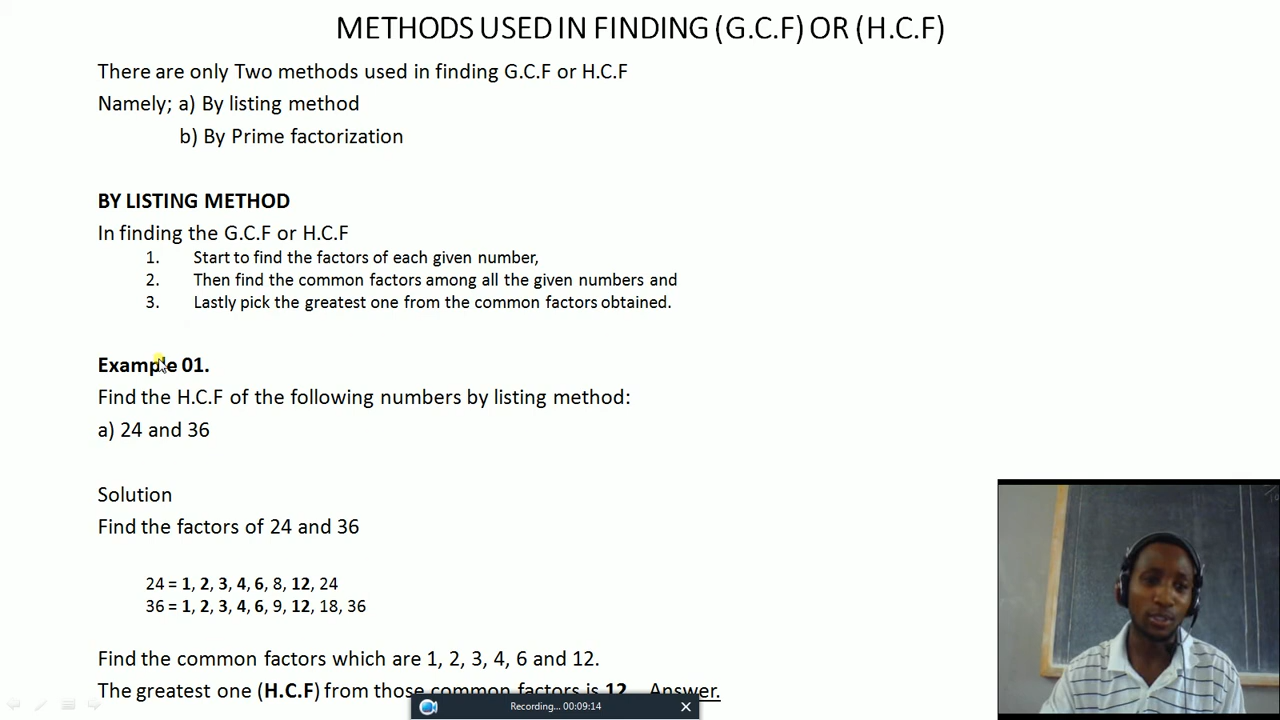 METHODS USED IN FINDING (G.C.F) OR (H.C.F)
There are only Two methods used in finding G.C.F or H.C.F
Namely; a) By listing method
b) By Prime factorization
BY LISTING METHOD
In finding the G.C.F or H.C.F
1. Start to find the factors of each given number,
2. Then find the common factors among all the given numbers and
3. Lastly pick the greatest one from the common factors obtained.
Example 01.
Find the H.C.F of the following numbers by listing method:
a) 24 and 36
Solution
Find the factors of 24 and 36
24 = 1, 2, 3, 4, 6, 8, 12, 24
36 = 1, 2, 3, 4, 6, 9, 12, 18, 36
Find the common factors which are 1, 2, 3, 4, 6 and 12.
The greatest one (H.C.F) from those common factors is 12 Answer.
Recording... 00:09:14